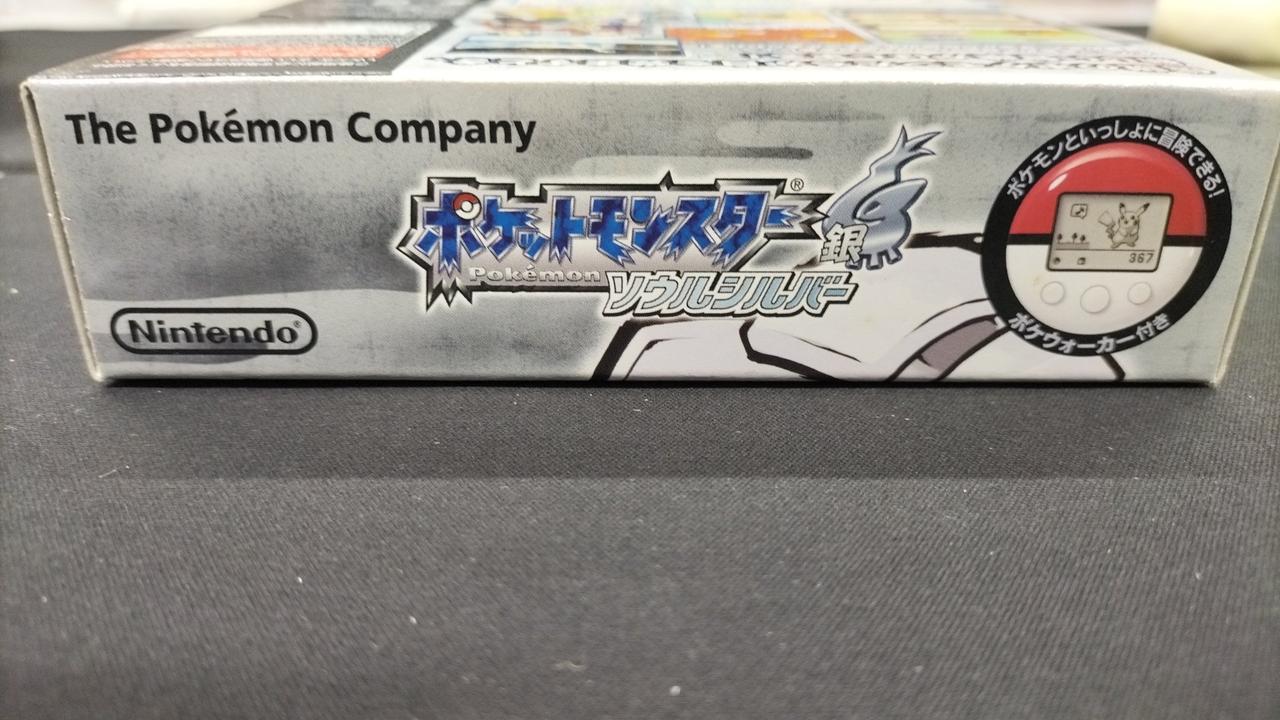 The Pokémon Company
ポケットモンスター®
銀
Pokémon
ソウルシルバー
Nintendo®
ポケモンといっしょに冒険できる!
367
ポケウォーカー付き